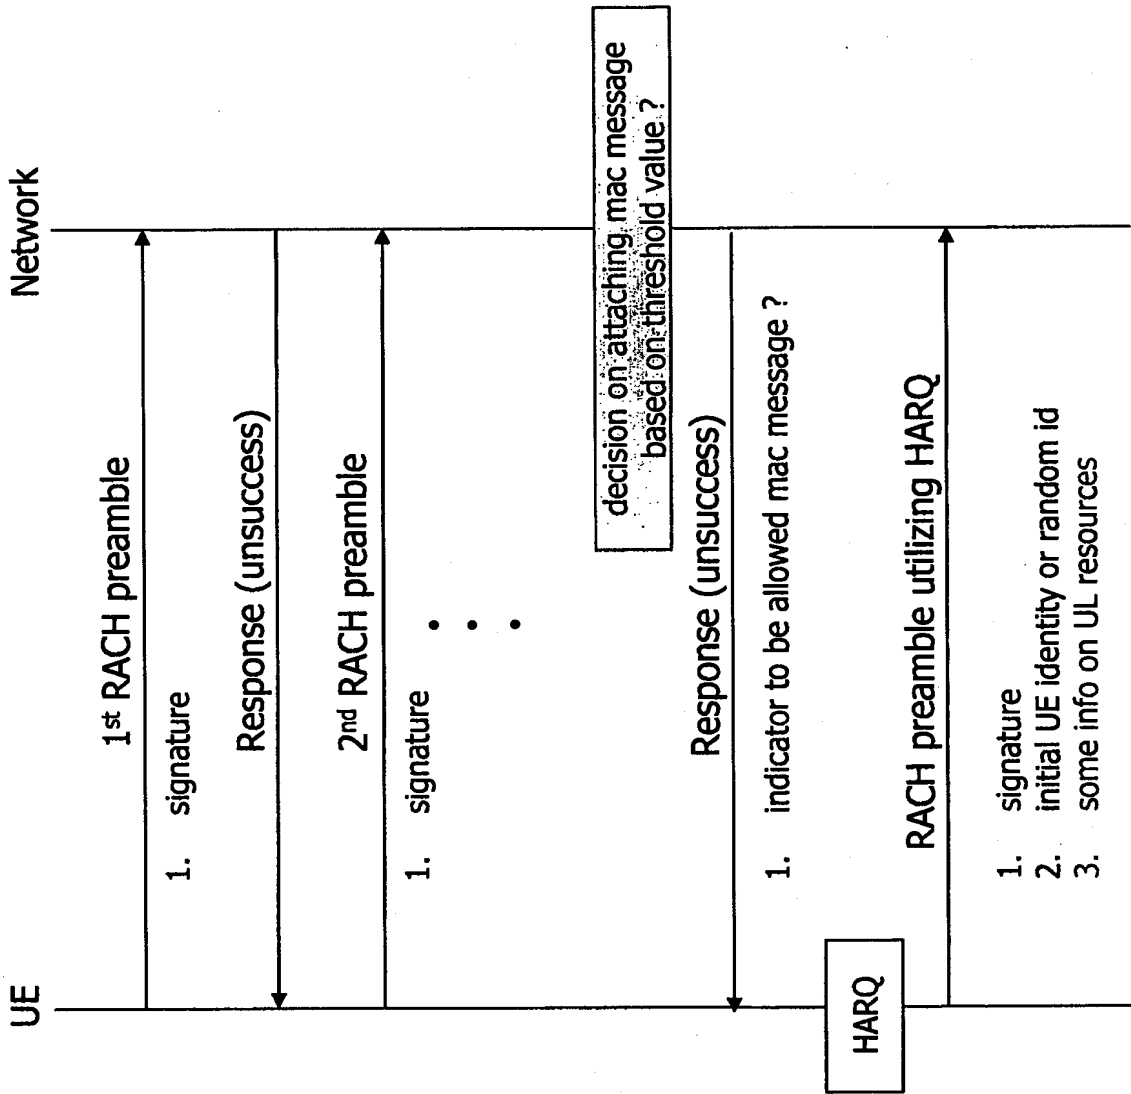 UE
Network
1st RACH preamble
1. signature
Response (unsuccess)
2nd RACH preamble
1. signature
decision on attaching mac message
based on threshold value ?
Response (unsuccess)
1. indicator to be allowed mac message ?
HARQ
RACH preamble utilizing HARQ
1. signature
2. initial UE identity or random id
3. some info on UL resources